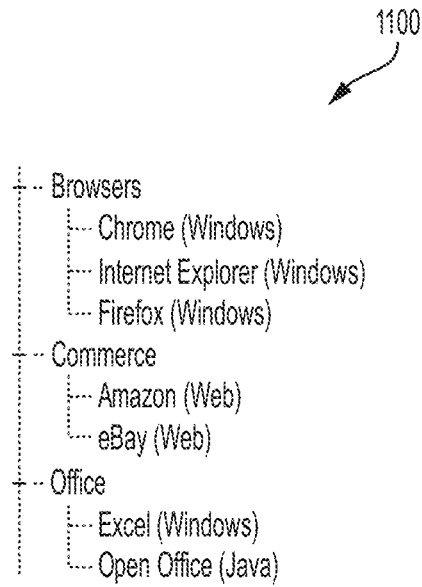 1100
Browsers
Chrome (Windows)
Internet Explorer (Windows)
Firefox (Windows)
Commerce
Amazon (Web)
eBay (Web)
Office
Excel (Windows)
Open Office (Java)